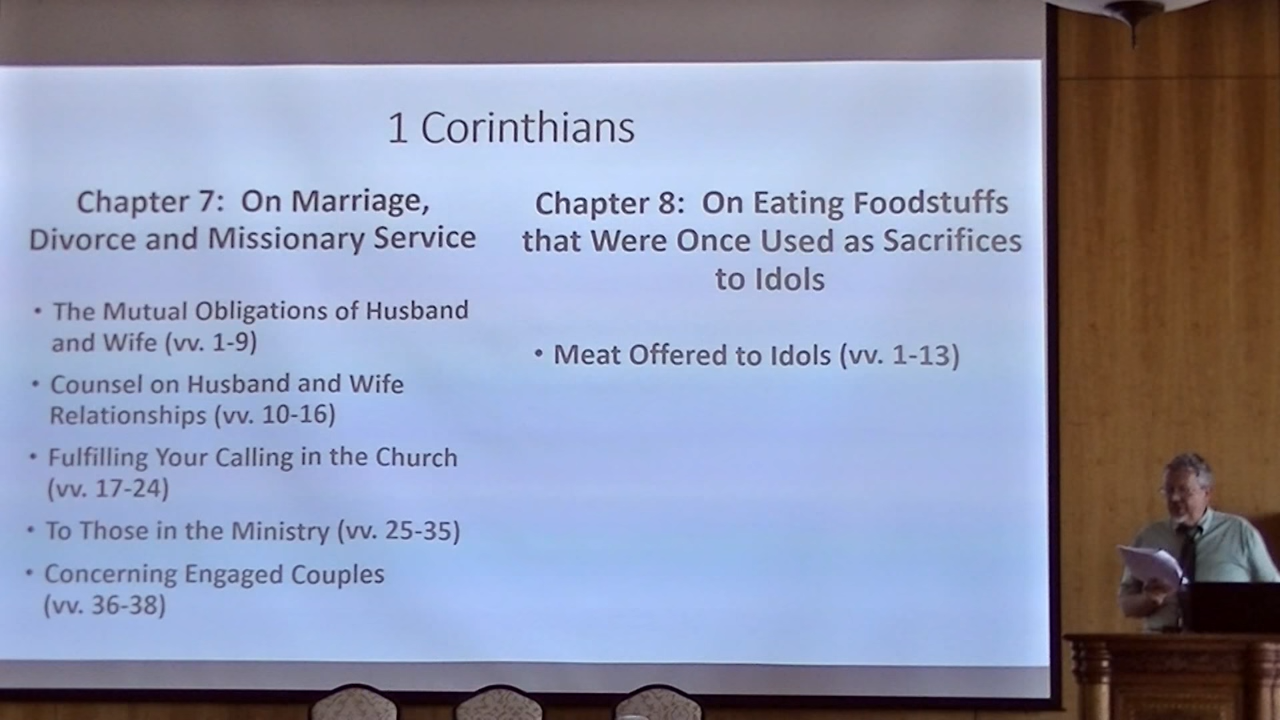 1 Corinthians
Chapter 7: On Marriage,
Divorce and Missionary Service
• The Mutual Obligations of Husband
and Wife (vv. 1-9)
• Counsel on Husband and Wife
Relationships (vv. 10-16)
• Fulfilling Your Calling in the Church
(vv. 17-24)
• To Those in the Ministry (vv. 25-35)
• Concerning Engaged Couples
(vv. 36-38)
Chapter 8: On Eating Foodstuffs
that Were Once Used as Sacrifices
to Idols
• Meat Offered to Idols (vv. 1-13)